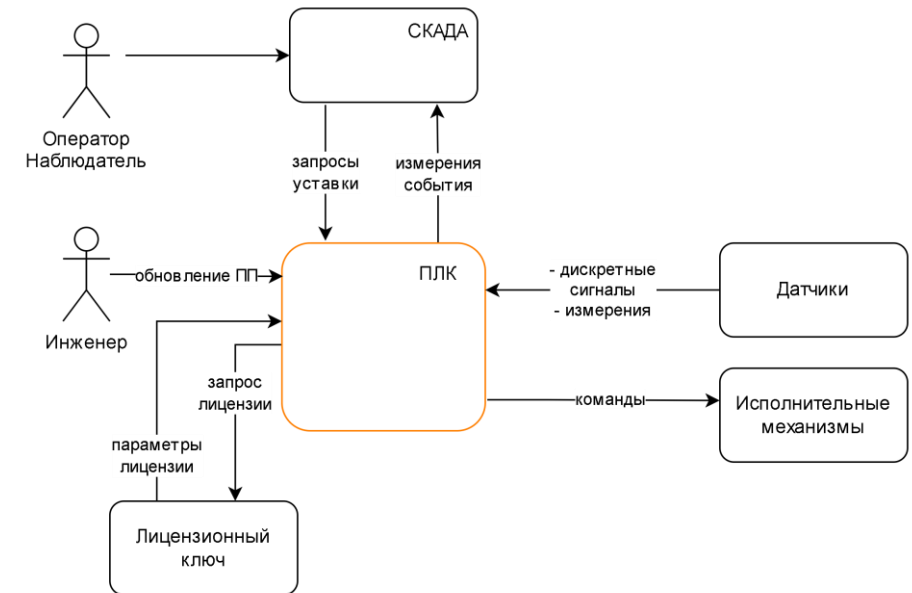 СКАДА
Оператор
Наблюдатель
запросы
уставки
измерения
события
обновление ПП
Инженер
ПЛК
- дискретные
сигналы
- измерения
Датчики
запрос
лицензии
команды
Исполнительные
механизмы
параметры
лицензии
Лицензионный
ключ